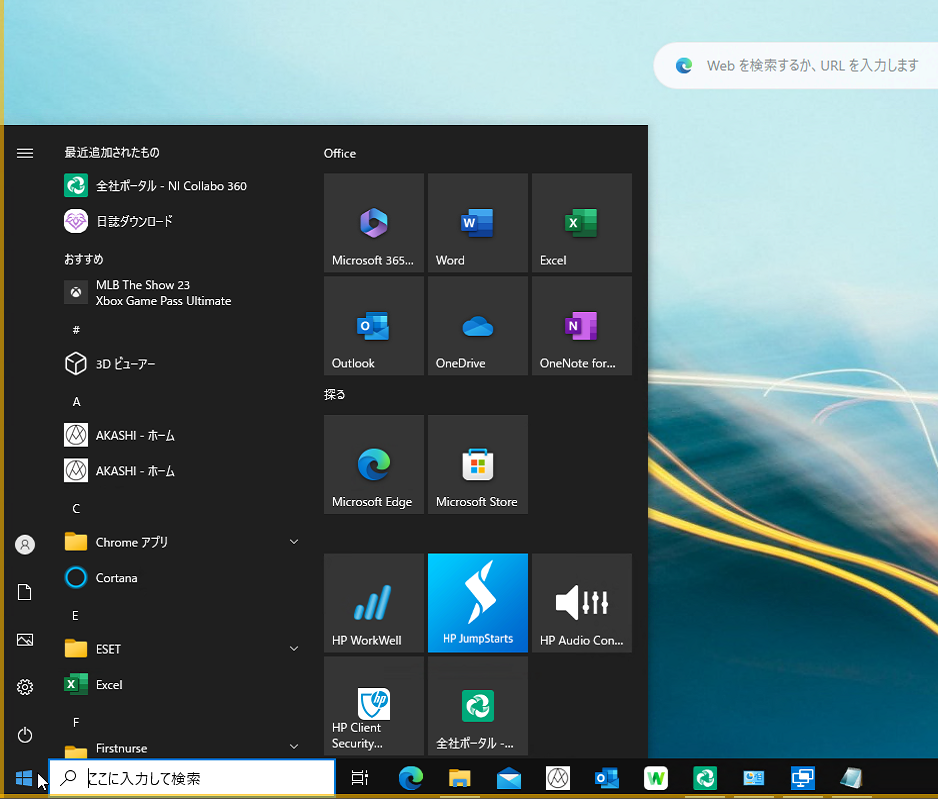 Web を検索するか、URL を入力します
最近追加されたもの
全社ポータル - NI Collabo 360
日誌ダウンロード
おすすめ
MLB The Show 23
Xbox Game Pass Ultimate
#
3D ビューアー
A
AKASHI - ホーム
AKASHI - ホーム
C
Chrome アプリ
Cortana
E
ESET
Excel
F
Firstnurse
Office
Microsoft 365...
Word
Excel
Outlook
OneDrive
OneNote for...
探る
Microsoft Edge
Microsoft Store
HP WorkWell
HP JumpStarts
HP Audio Con...
HP Client
Security...
全社ポータル -...
ここに入力して検索